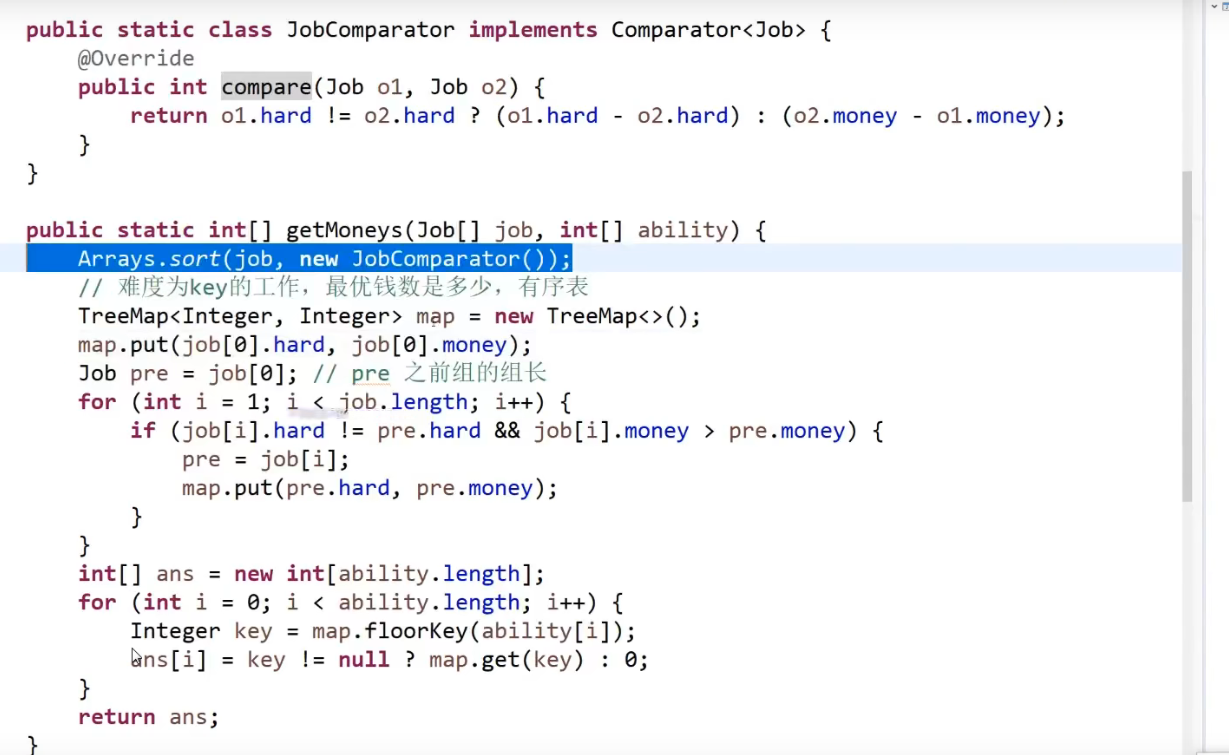 public static class JobComparator implements Comparator<Job> {
@Override
public int compare(Job o1, Job o2) {
return o1.hard != o2.hard ? (o1.hard - o2.hard) : (o2.money - o1.money);
}
}
public static int[] getMoneys(Job[] job, int[] ability) {
Arrays.sort(job, new JobComparator());
// 难度为key的工作，最优钱数是多少，有序表
TreeMap<Integer, Integer> map = new TreeMap<>();
map.put(job[0].hard, job[0].money);
Job pre = job[0]; // pre 之前组的组长
for (int i = 1; i < job.length; i++) {
if (job[i].hard != pre.hard && job[i].money > pre.money) {
pre = job[i];
map.put(pre.hard, pre.money);
}
}
int[] ans = new int[ability.length];
for (int i = 0; i < ability.length; i++) {
Integer key = map.floorKey(ability[i]);
ans[i] = key != null ? map.get(key) : 0;
}
return ans;
}